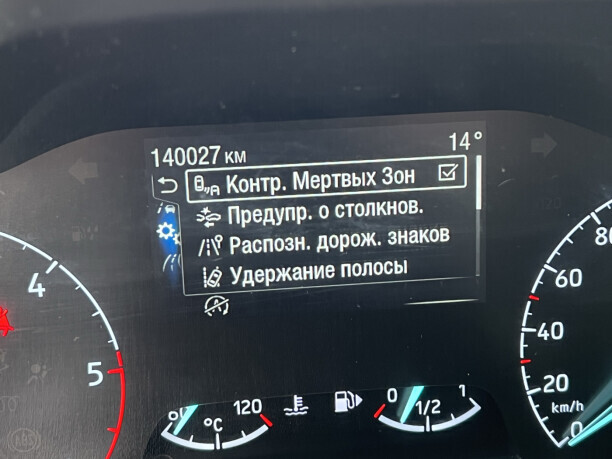 140027 км 14°
Контр. Мертвых Зон
Предупр. о столкнов.
/ Распозн. дорож. знаков
Удержание полосы
4
5
80
60
40
20
km/h
0
120
°C
0
1/2
1